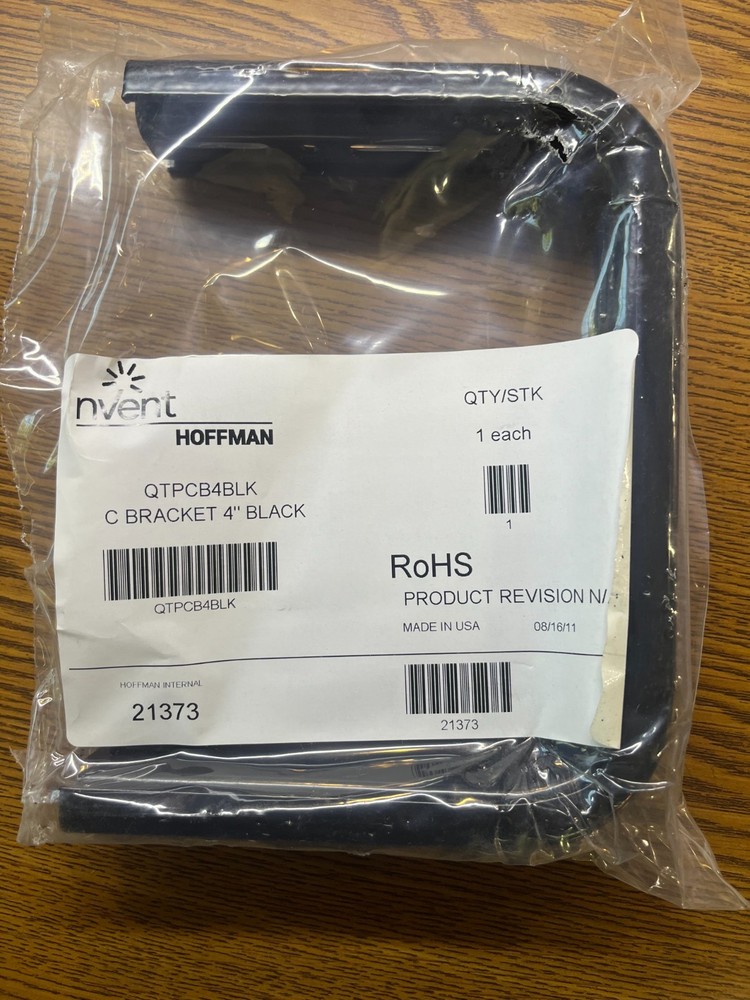 nvent
HOFFMAN
QTY/STK
1 each
1
QTPCB4BLK
C BRACKET 4" BLACK
QTPCB4BLK
RoHS
PRODUCT REVISION N/
MADE IN USA 08/16/11
HOFFMAN INTERNAL
21373
21373